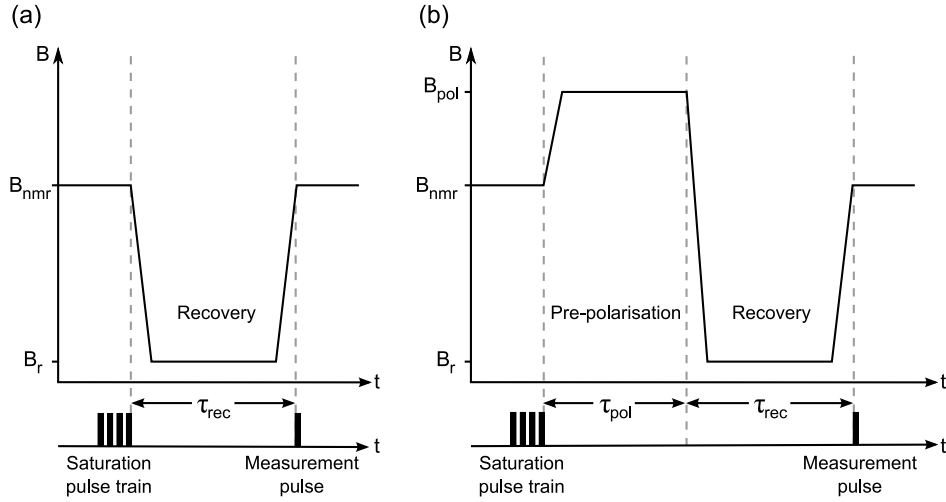 (a)
B
B_nmr
Recovery
B_r
t
τ_rec
t
Saturation
pulse train
Measurement
pulse
(b)
B
B_pol
B_nmr
Pre-polarisation
Recovery
B_r
t
τ_pol
τ_rec
t
Saturation
pulse train
Measurement
pulse